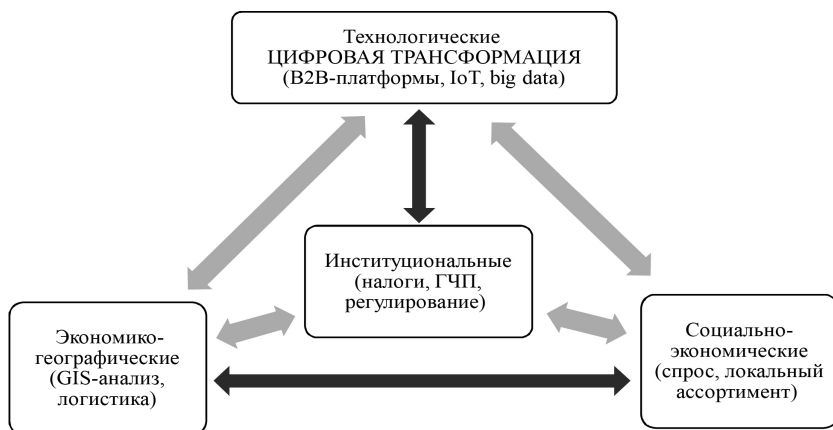 Технологические
ЦИФРОВАЯ ТРАНСФОРМАЦИЯ
(B2B-платформы, IoT, big data)
Институциональные
(налоги, ГЧП,
регулирование)
Экономико-
географические
(GIS-анализ,
логистика)
Социально-
экономические
(спрос, локальный
ассортимент)